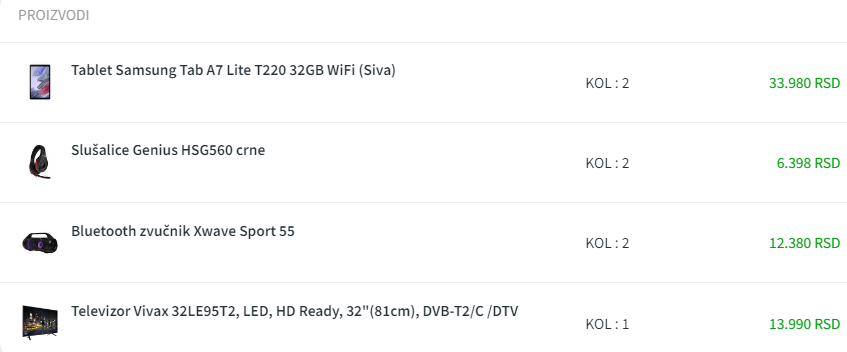 PROIZVODI
Tablet Samsung Tab A7 Lite T220 32GB WiFi (Siva)
KOL : 2
33.980 RSD
Slušalice Genius HSG560 crne
KOL : 2
6.398 RSD
Bluetooth zvučnik Xwave Sport 55
KOL : 2
12.380 RSD
Televizor Vivax 32LE95T2, LED, HD Ready, 32"(81cm), DVB-T2/C /DTV
KOL : 1
13.990 RSD